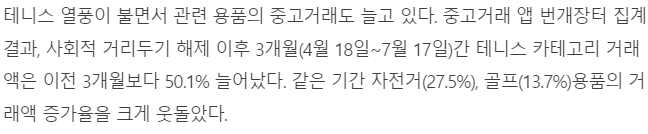 테니스 열풍이 불면서 관련 용품의 중고거래도 늘고 있다. 중고거래 앱 번개장터 집계
결과, 사회적 거리두기 해제 이후 3개월(4월 18일~7월 17일)간 테니스 카테고리 거래
액은 이전 3개월보다 50.1% 늘어났다. 같은 기간 자전거(27.5%), 골프(13.7%)용품의 거
래액 증가율을 크게 웃돌았다.